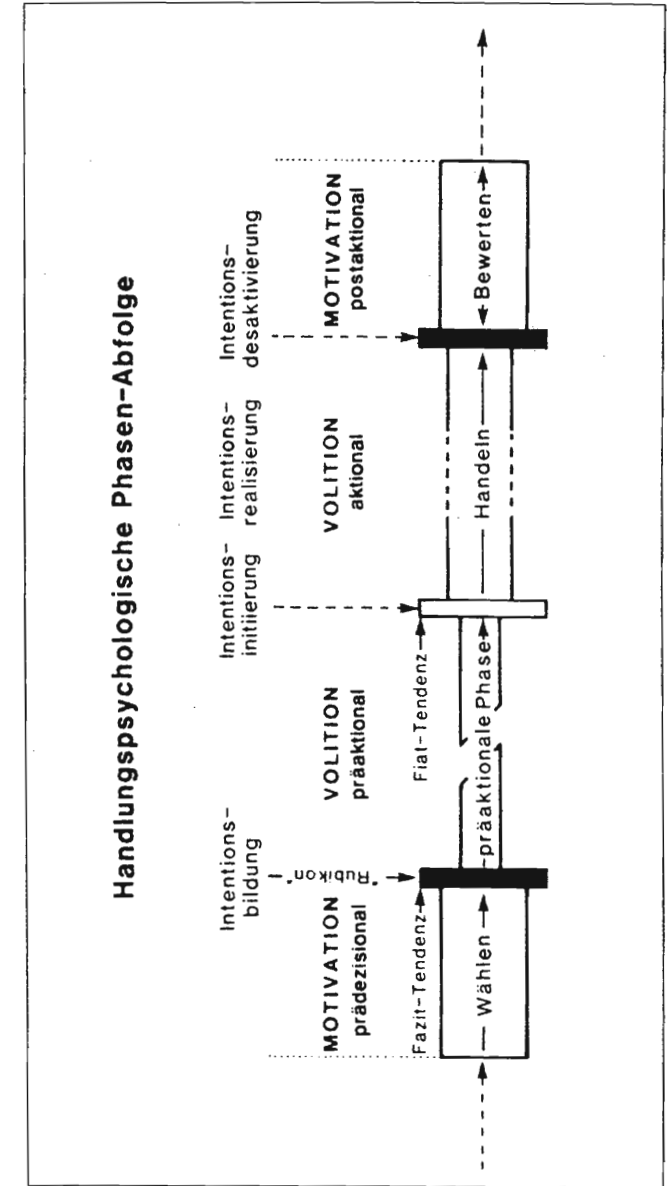 Handlungspsychologische Phasen-Abfolge
Intentions-
bildung
Intentions-
initiierung
Intentions-
realisierung
Intentions-
desaktivierung
"Rubikon"
MOTIVATION
prädezisional
VOLITION
präaktional
VOLITION
aktional
MOTIVATION
postaktional
Fazit-Tendenz
Fiat-Tendenz
Wählen
präaktionale Phase
Handeln
Bewerten